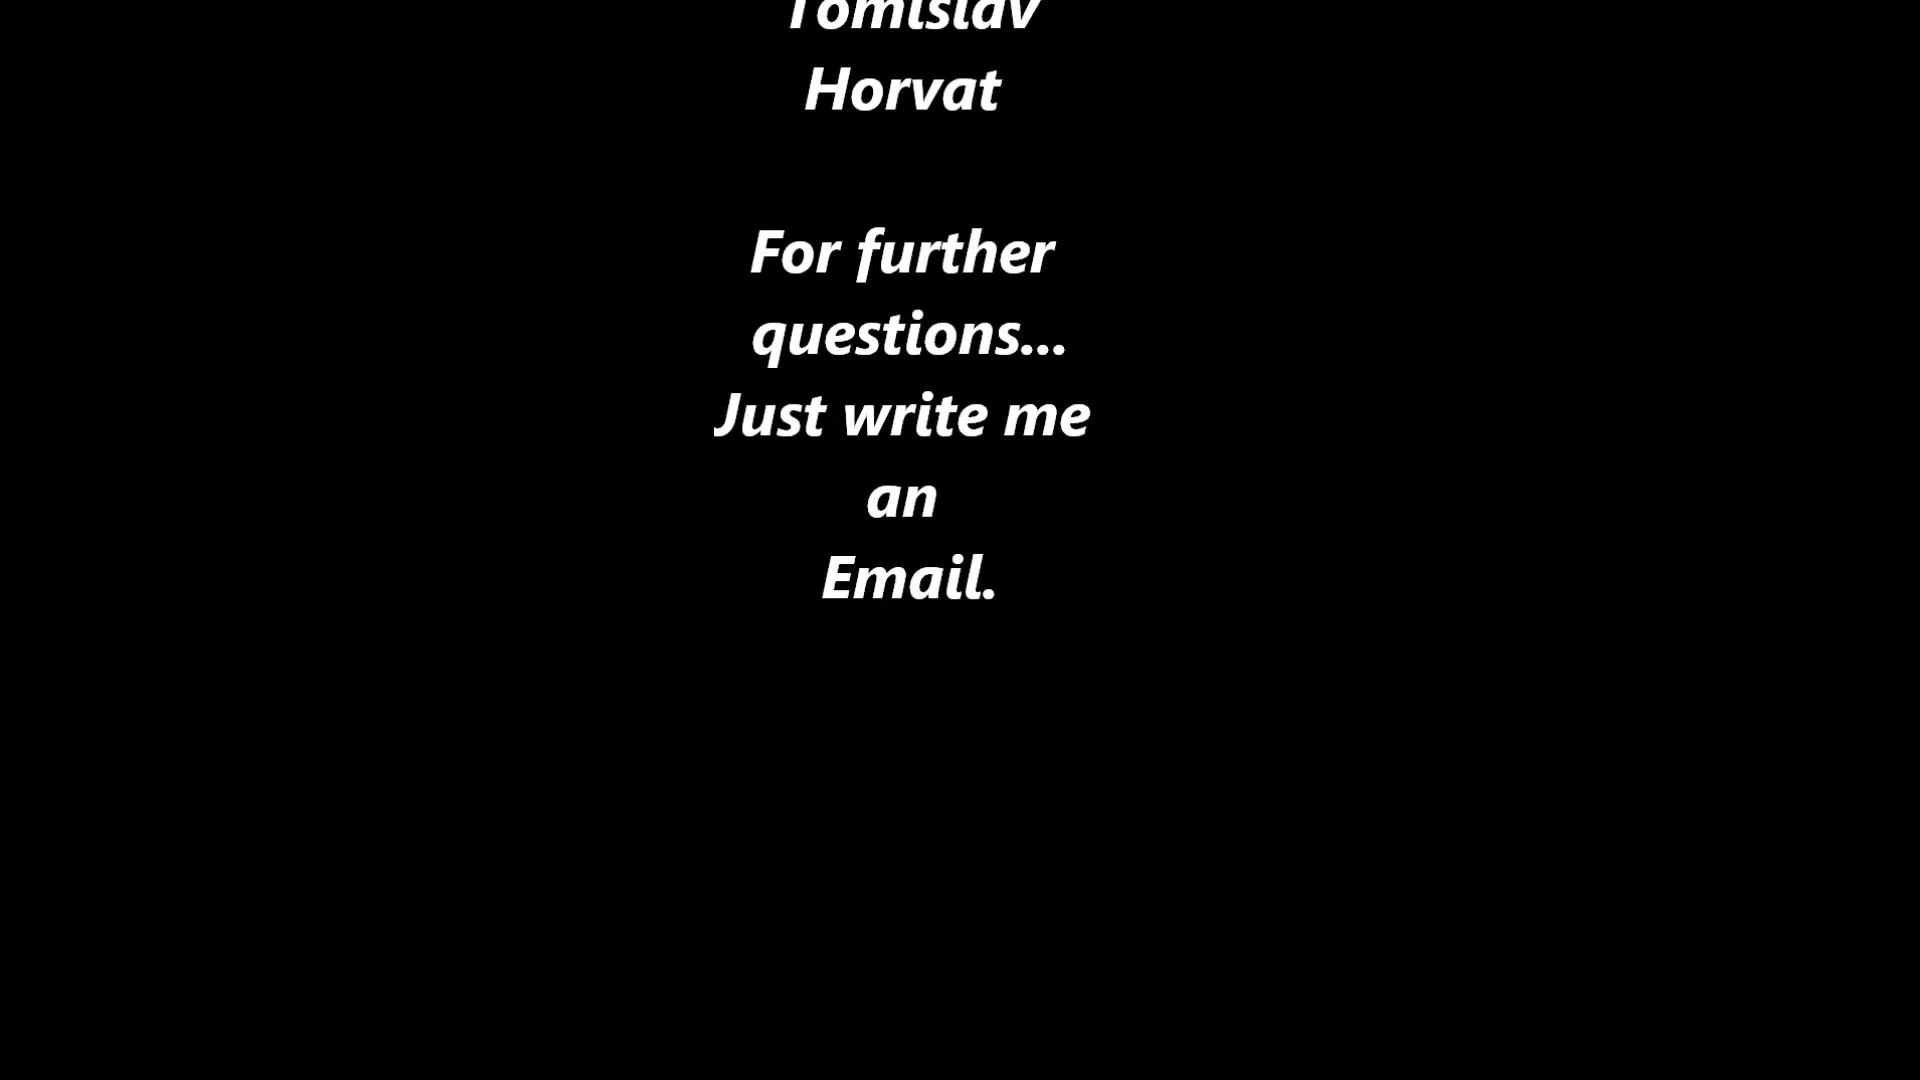 Tomislav
Horvat
For further
questions...
Just write me
an
Email.